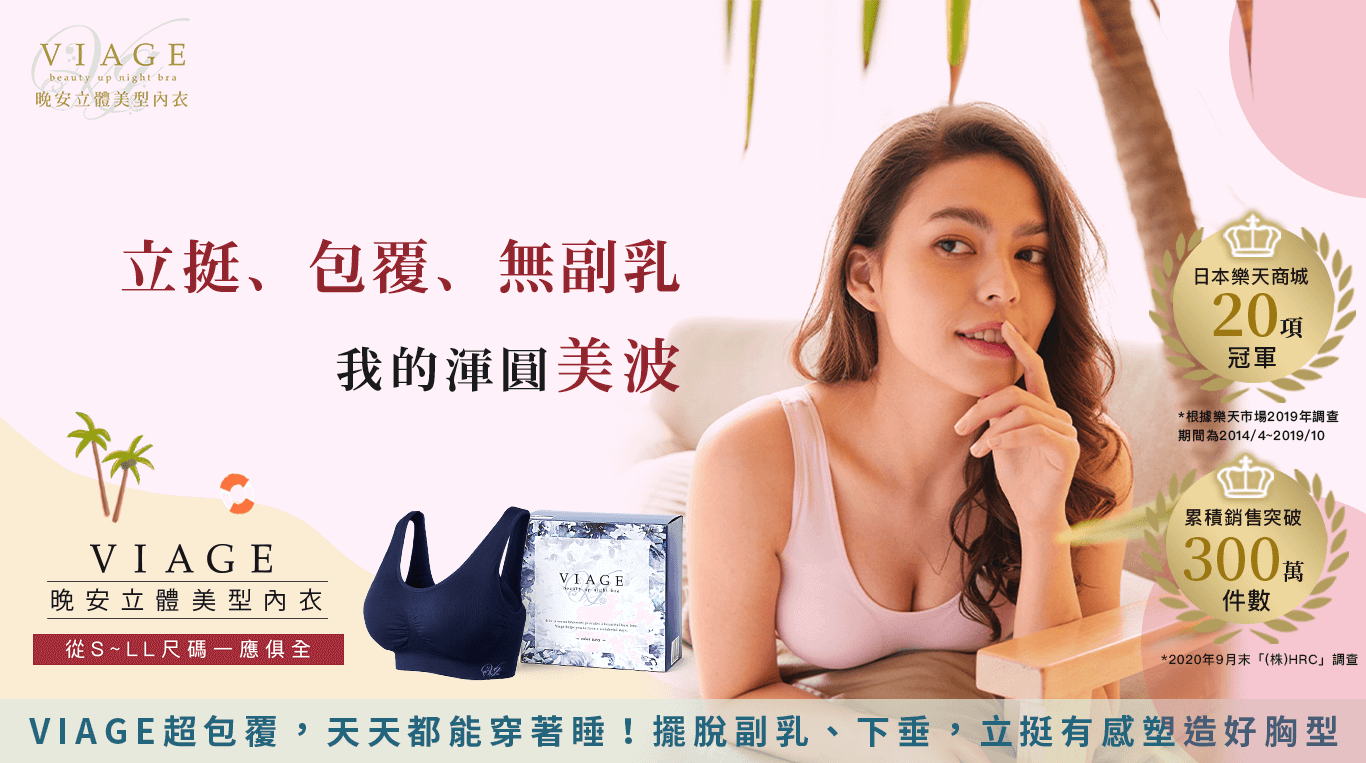 VIAGE
beauty up night bra
晚安立體美型內衣
立挺、包覆、無副乳
我的渾圓美波
日本樂天商城
20項
冠軍
*根據樂天市場2019年調查
期間為2014/4~2019/10
累積銷售突破
300萬
件數
*2020年9月末「(株)HRC」調查
VIAGE
晚安立體美型內衣
從S~LL尺碼一應俱全
VIAGE
beauty up night bra
VIAGE超包覆，天天都能穿著睡！擺脫副乳、下垂，立挺有感塑造好胸型